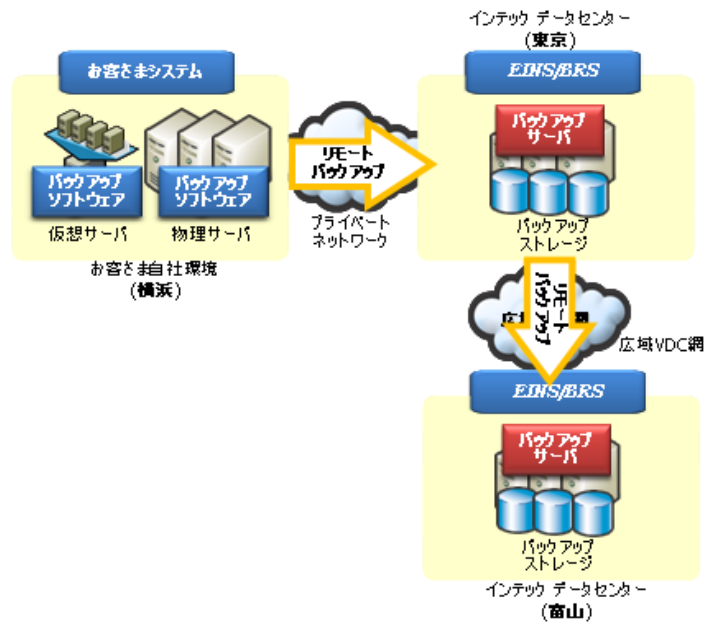 お客さまシステム
バックアップ
ソフトウェア
仮想サーバ
バックアップ
ソフトウェア
物理サーバ
お客さま自社環境
(横浜)
リモート
バックアップ
プライベート
ネットワーク
インテック データセンター
(東京)
EINS/BRS
バックアップ
サーバ
バックアップ
ストレージ
リモート
バックアップ
広域 網
広域VDC網
EINS/BRS
バックアップ
サーバ
バックアップ
ストレージ
インテック データセンター
(富山)